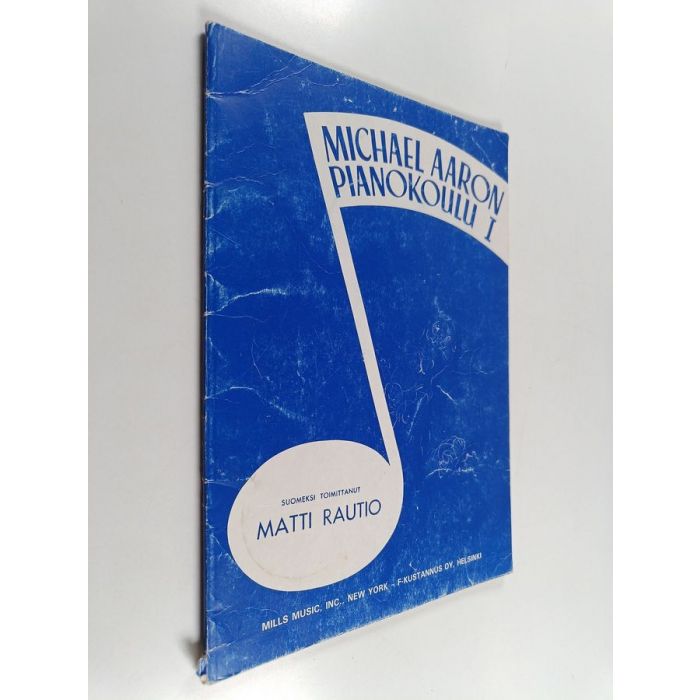 MICHAEL AARON
PIANOKOULU I
SUOMEKSI TOIMITTANUT
MATTI RAUTIO
MILLS MUSIC, INC., NEW YORK - F-KUSTANNUS OY, HELSINKI